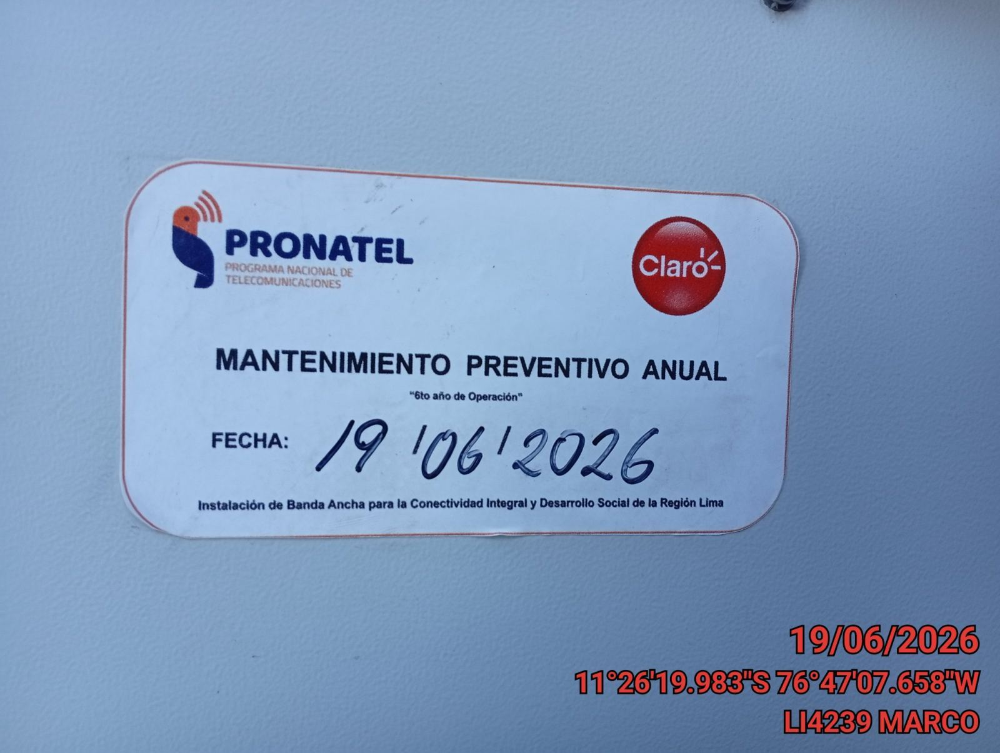 PRONATEL
PROGRAMA NACIONAL DE
TELECOMUNICACIONES
Claro
MANTENIMIENTO PREVENTIVO ANUAL
"6to año de Operación"
FECHA: 19 / 06 / 2026
Instalación de Banda Ancha para la Conectividad Integral y Desarrollo Social de la Región Lima
19/06/2026
11°26'19.983"S 76°47'07.658"W
LI4239 MARCO